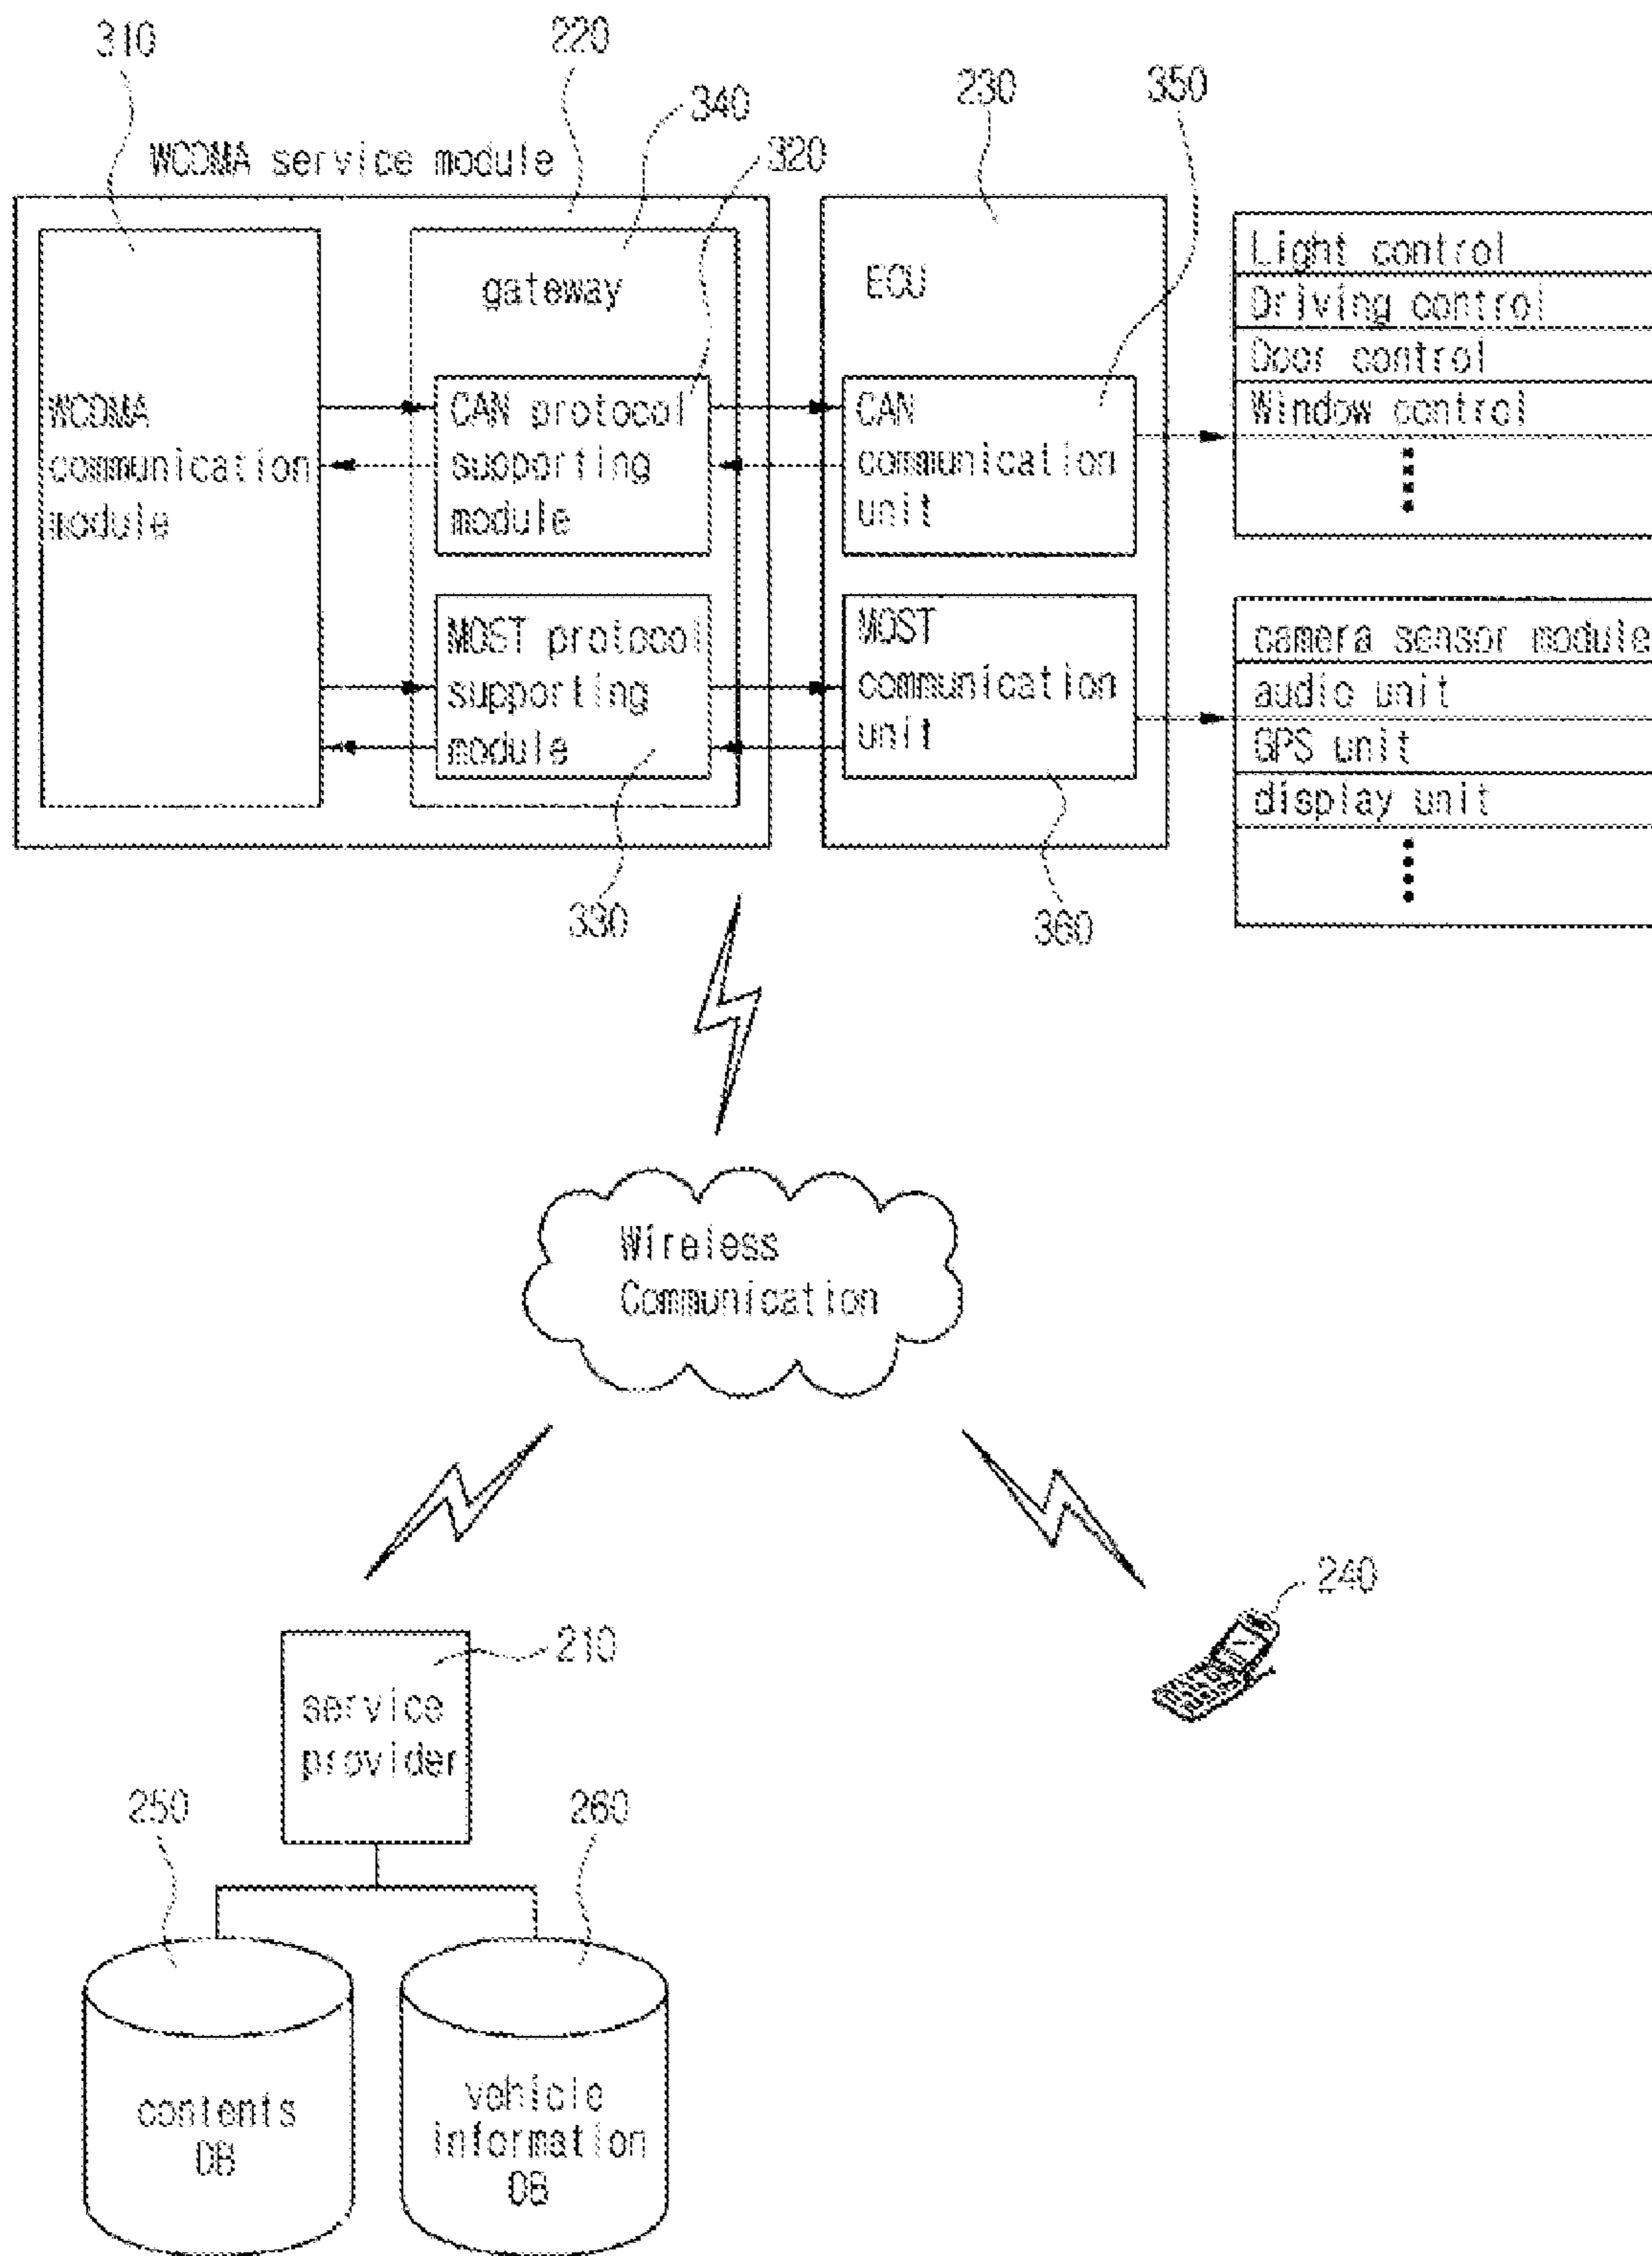 310
220
340
230
350
320
WCDMA service module
gateway
ECU
WCDMA
communication
module
CAN protocol
supporting
module
CAN
communication
unit
MOST protocol
supporting
module
MOST
communication
unit
Light control
Driving control
Door control
Window control
camera sensor module
audio unit
GPS unit
display unit
330
360
Wireless
Communication
240
210
service
provider
250
260
contents
DB
vehicle
information
DB